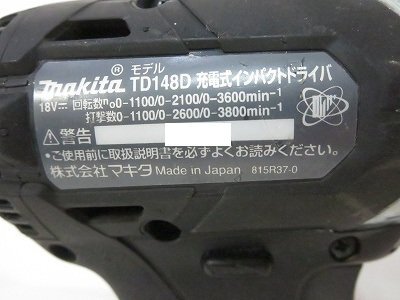 ® モデル
makita TD148D 充電式インパクトドライバ
18V⎓ 回転数n₀0-1100/0-2100/0-3600min-1
打撃数0-1100/0-2600/0-3800min-1
⚠警告
・ご使用前に取扱説明書を必ずよくお読みください。
株式会社マキタ Made in Japan 815R37-0